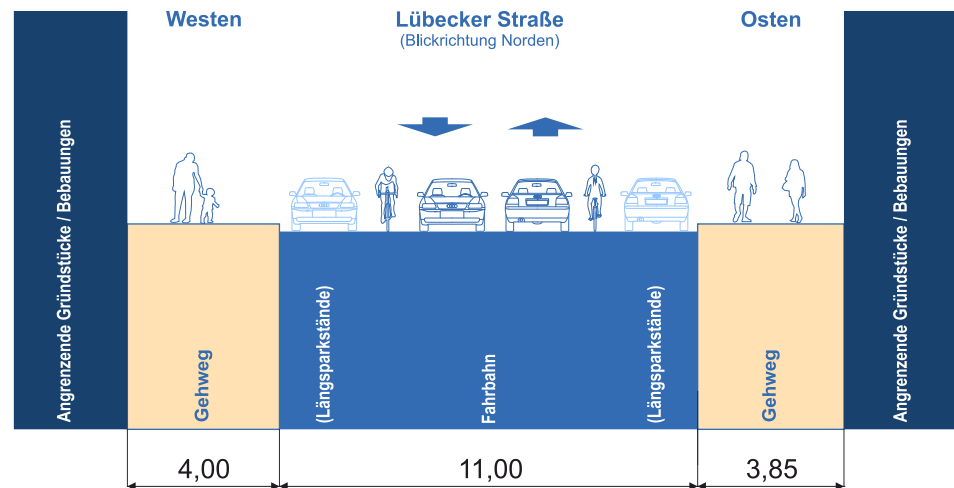 Westen
Lübecker Straße
(Blickrichtung Norden)
Osten
Angrenzende Gründstücke / Bebauungen
Gehweg
(Längsparkstände)
Fahrbahn
(Längsparkstände)
Gehweg
Angrenzende Gründstücke / Bebauungen
4,00
11,00
3,85